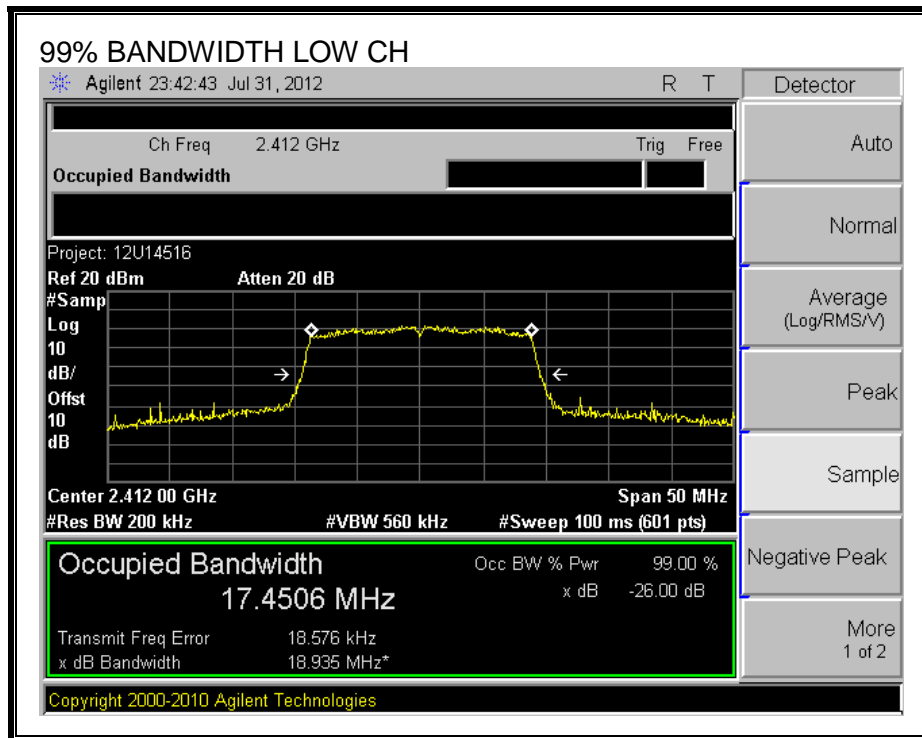 99% BANDWIDTH LOW CH
Agilent 23:42:43 Jul 31, 2012 R T
Detector
Ch Freq 2.412 GHz Trig Free
Occupied Bandwidth
Project: 12U14516
Ref 20 dBm Atten 20 dB
#Samp
Log
10
dB/
Offst
10
dB
Center 2.412 00 GHz Span 50 MHz
#Res BW 200 kHz #VBW 560 kHz #Sweep 100 ms (601 pts)
Occupied Bandwidth
17.4506 MHz
Occ BW % Pwr 99.00 %
x dB -26.00 dB
Transmit Freq Error 18.576 kHz
x dB Bandwidth 18.935 MHz*
Copyright 2000-2010 Agilent Technologies
Auto
Normal
Average
(Log/RMS/V)
Peak
Sample
Negative Peak
More
1 of 2